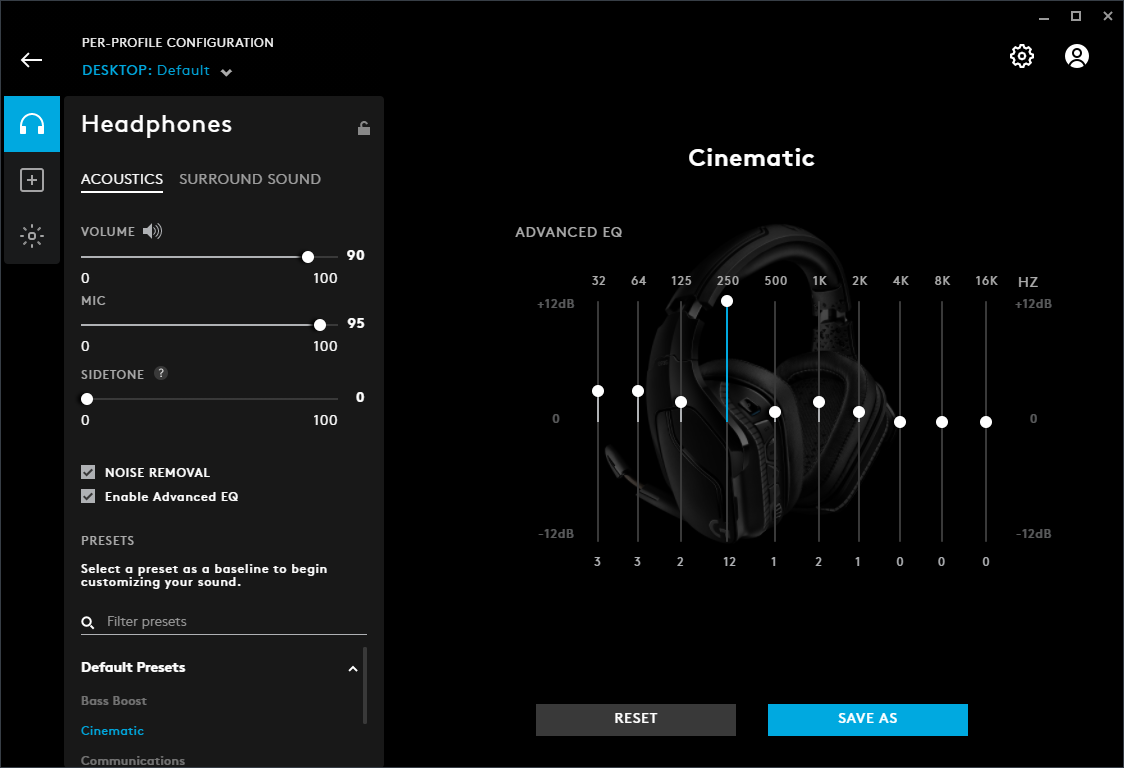 PER-PROFILE CONFIGURATION
DESKTOP: Default
Headphones
ACOUSTICS SURROUND SOUND
VOLUME
90
0 100
MIC
95
0 100
SIDETONE ?
0
0 100
NOISE REMOVAL
Enable Advanced EQ
PRESETS
Select a preset as a baseline to begin
customizing your sound.
Filter presets
Default Presets
Bass Boost
Cinematic
Communications
Cinematic
ADVANCED EQ
32 64 125 250 500 1K 2K 4K 8K 16K HZ
+12dB +12dB
0 0
-12dB -12dB
3 3 2 12 1 2 1 0 0 0
RESET SAVE AS